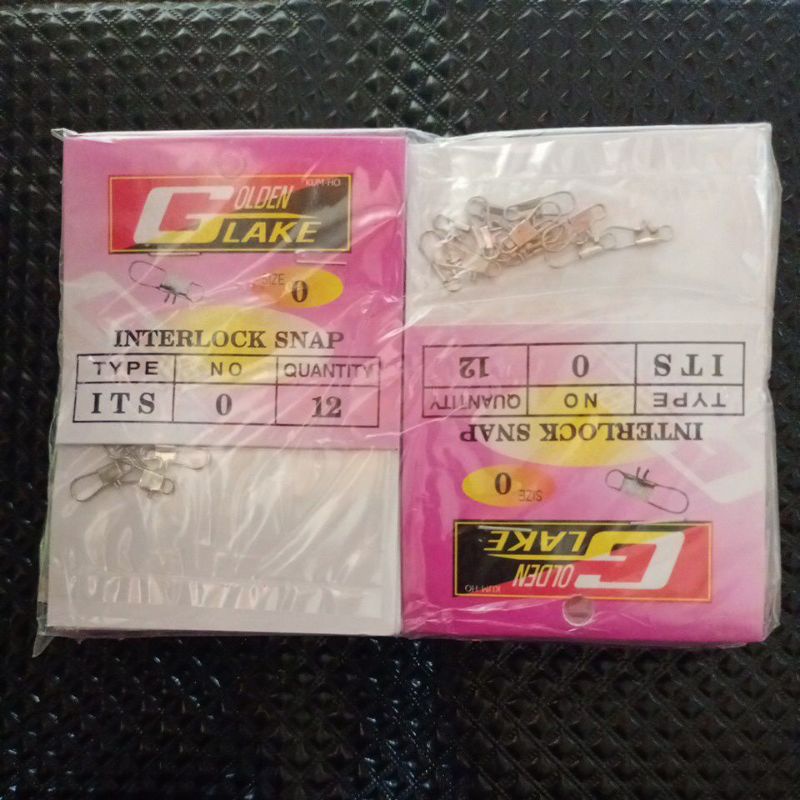 KUM-HO
GOLDEN
LAKE
SIZE 0
INTERLOCK SNAP
TYPE NO QUANTITY
ITS 0 12
KUM-HO
GOLDEN
LAKE
SIZE 0
INTERLOCK SNAP
TYPE NO QUANTITY
ITS 0 12